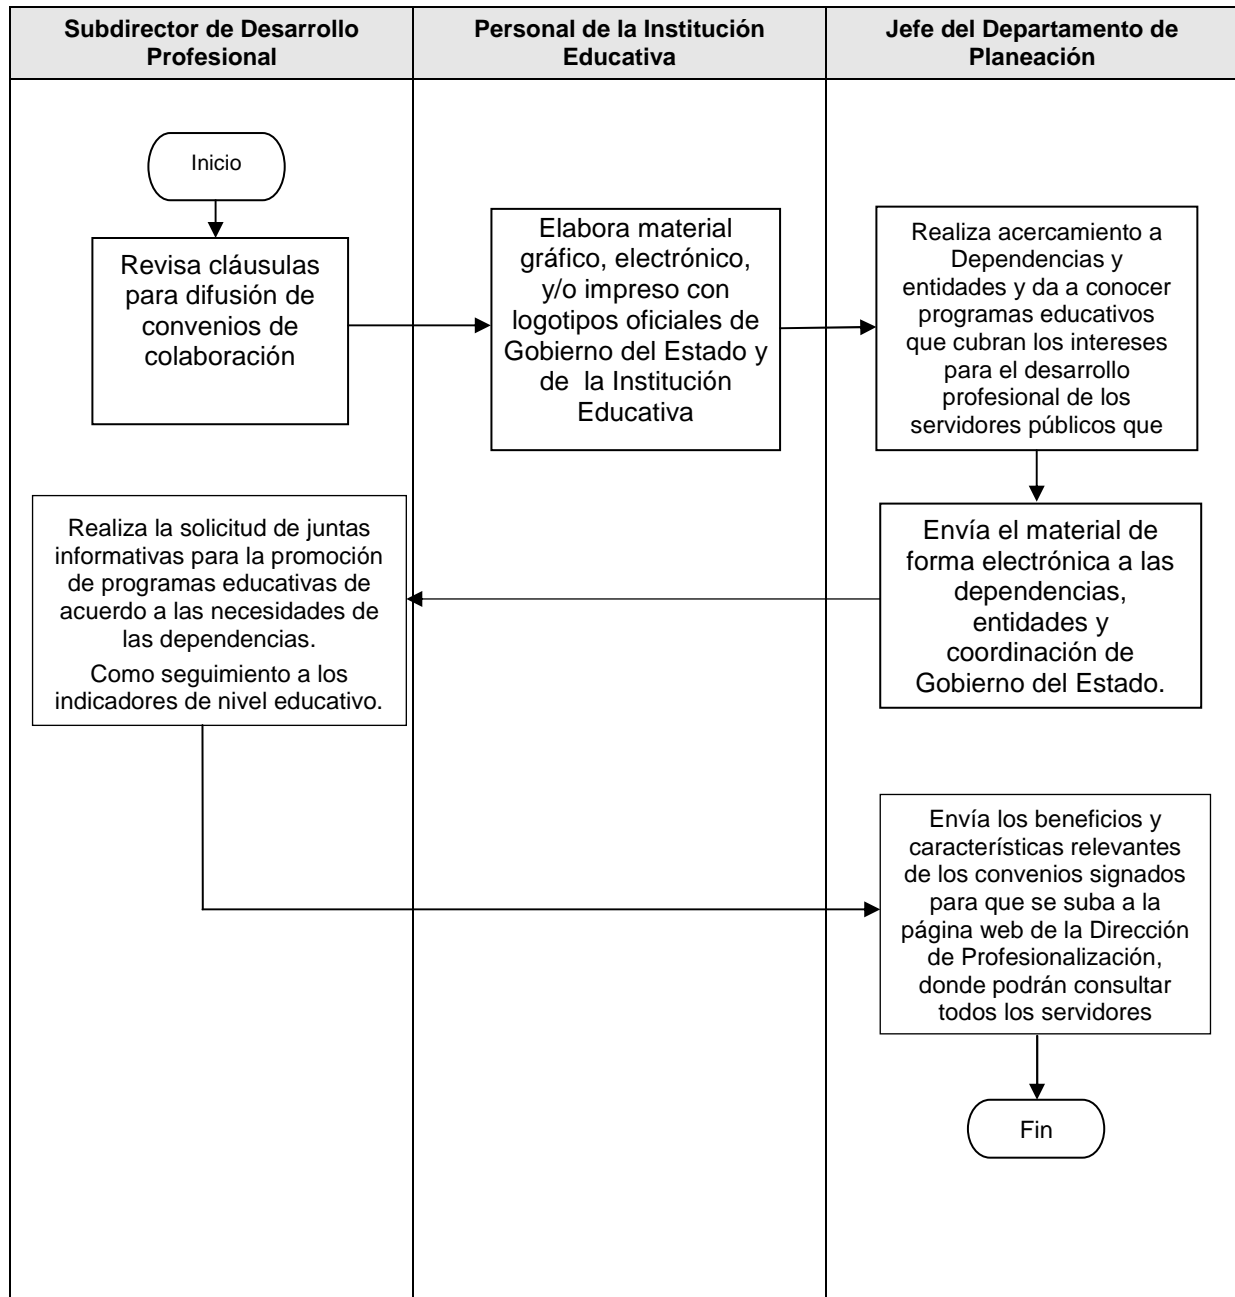 Subdirector de Desarrollo
Profesional
Personal de la Institución
Educativa
Jefe del Departamento de
Planeación
Inicio
Revisa cláusulas
para difusión de
convenios de
colaboración
Elabora material
gráfico, electrónico,
y/o impreso con
logotipos oficiales de
Gobierno del Estado y
de la Institución
Educativa
Realiza acercamiento a
Dependencias y
entidades y da a conocer
programas educativos
que cubran los intereses
para el desarrollo
profesional de los
servidores públicos que
Envía el material de
forma electrónica a las
dependencias,
entidades y
coordinación de
Gobierno del Estado.
Realiza la solicitud de juntas
informativas para la promoción
de programas educativas de
acuerdo a las necesidades de
las dependencias.
Como seguimiento a los
indicadores de nivel educativo.
Envía los beneficios y
características relevantes
de los convenios signados
para que se suba a la
página web de la Dirección
de Profesionalización,
donde podrán consultar
todos los servidores
Fin